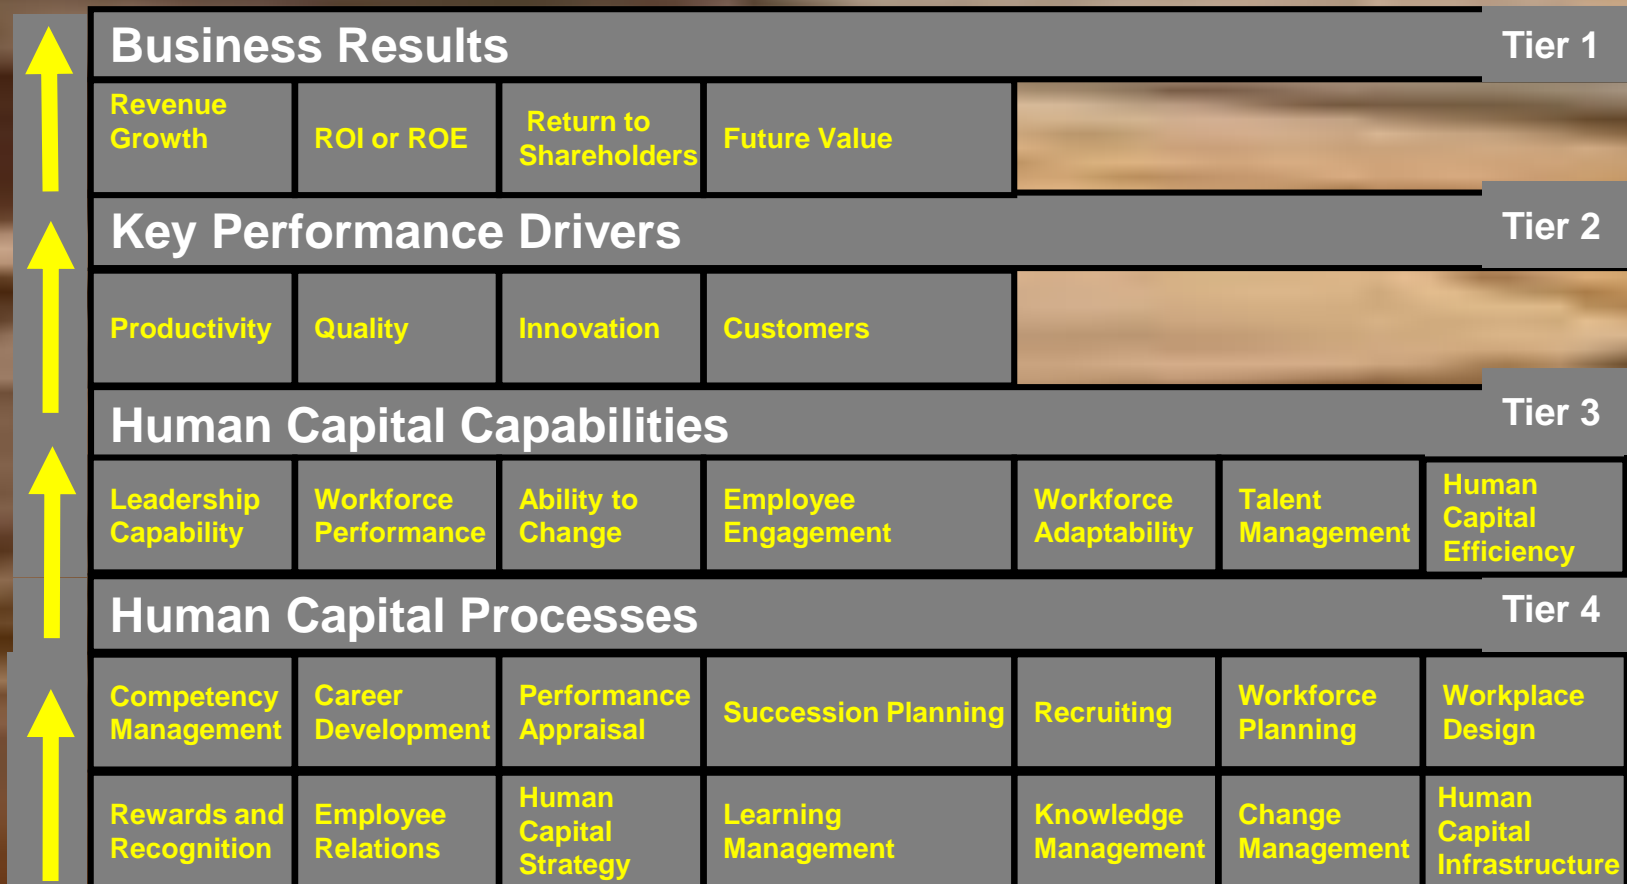 Business Results
Tier 1
Revenue
Growth
ROI or ROE
Return to
Shareholders
Future Value
Key Performance Drivers
Tier 2
Productivity
Quality
Innovation
Customers
Human Capital Capabilities
Tier 3
Leadership
Capability
Workforce
Performance
Ability to
Change
Employee
Engagement
Workforce
Adaptability
Talent
Management
Human
Capital
Efficiency
Human Capital Processes
Tier 4
Competency
Management
Career
Development
Performance
Appraisal
Succession Planning
Recruiting
Workforce
Planning
Workplace
Design
Rewards and
Recognition
Employee
Relations
Human
Capital
Strategy
Learning
Management
Knowledge
Management
Change
Management
Human
Capital
Infrastructure